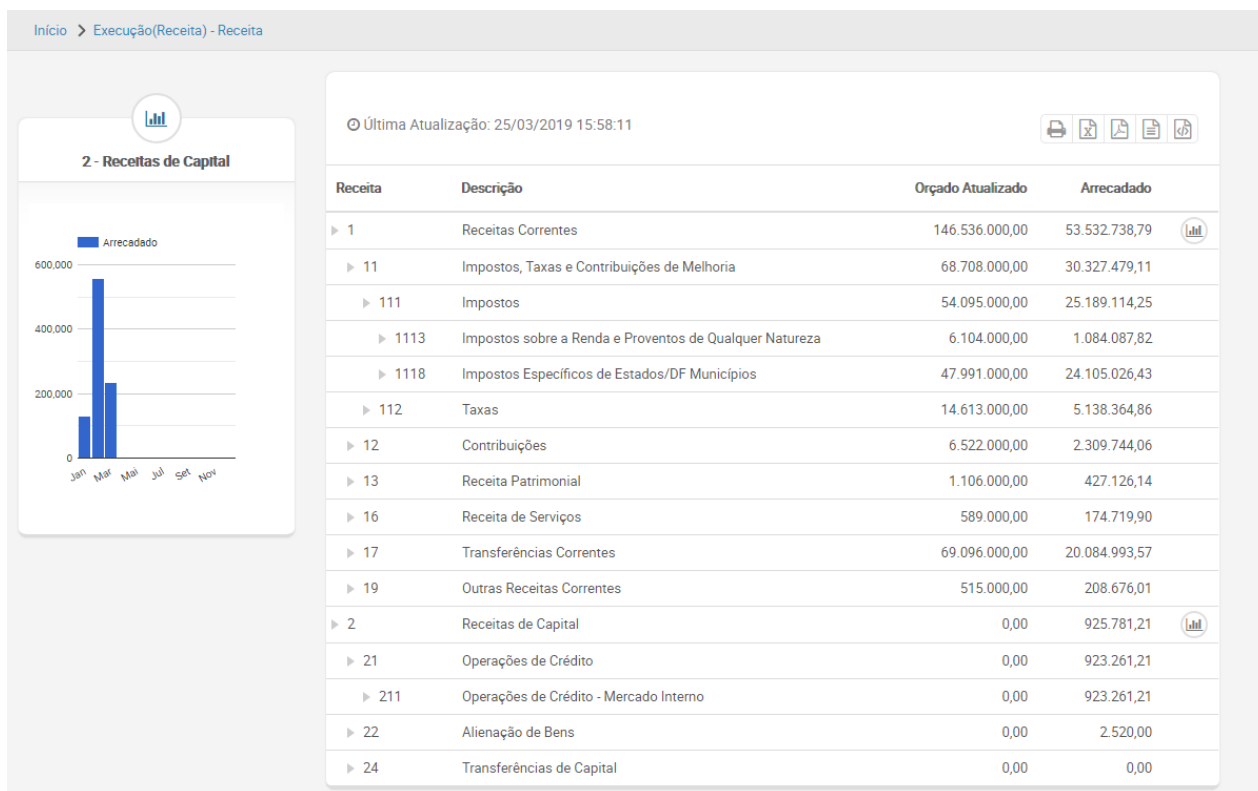 Início > Execução(Receita) - Receita
2 - Receitas de Capital
Arrecadado
600,000
400,000
200,000
0
Jan Mar Mai Jul Set Nov
Última Atualização: 25/03/2019 15:58:11
Receita Descrição Orçado Atualizado Arrecadado
1 Receitas Correntes 146.536.000,00 53.532.738,79
11 Impostos, Taxas e Contribuições de Melhoria 68.708.000,00 30.327.479,11
111 Impostos 54.095.000,00 25.189.114,25
1113 Impostos sobre a Renda e Proventos de Qualquer Natureza 6.104.000,00 1.084.087,82
1118 Impostos Específicos de Estados/DF Municípios 47.991.000,00 24.105.026,43
112 Taxas 14.613.000,00 5.138.364,86
12 Contribuições 6.522.000,00 2.309.744,06
13 Receita Patrimonial 1.106.000,00 427.126,14
16 Receita de Serviços 589.000,00 174.719,90
17 Transferências Correntes 69.096.000,00 20.084.993,57
19 Outras Receitas Correntes 515.000,00 208.676,01
2 Receitas de Capital 0,00 925.781,21
21 Operações de Crédito 0,00 923.261,21
211 Operações de Crédito - Mercado Interno 0,00 923.261,21
22 Alienação de Bens 0,00 2.520,00
24 Transferências de Capital 0,00 0,00